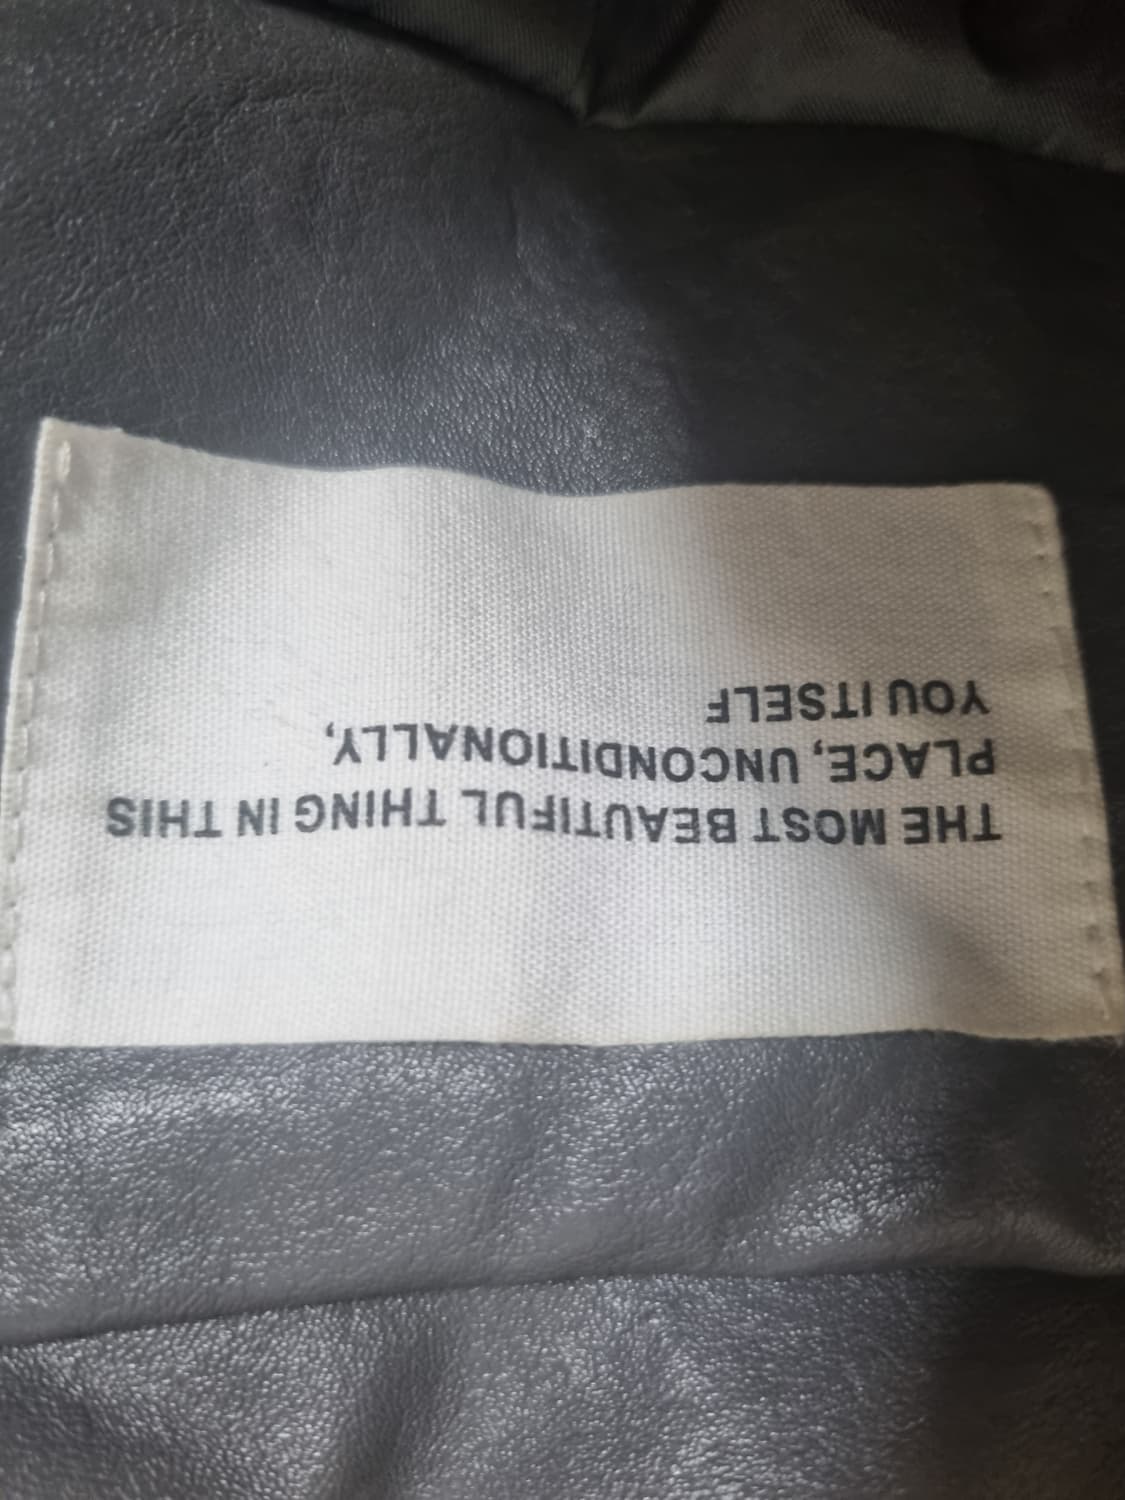 THE MOST BEAUTIFUL THING IN THIS
PLACE, UNCONDITIONALLY,
YOU ITSELF